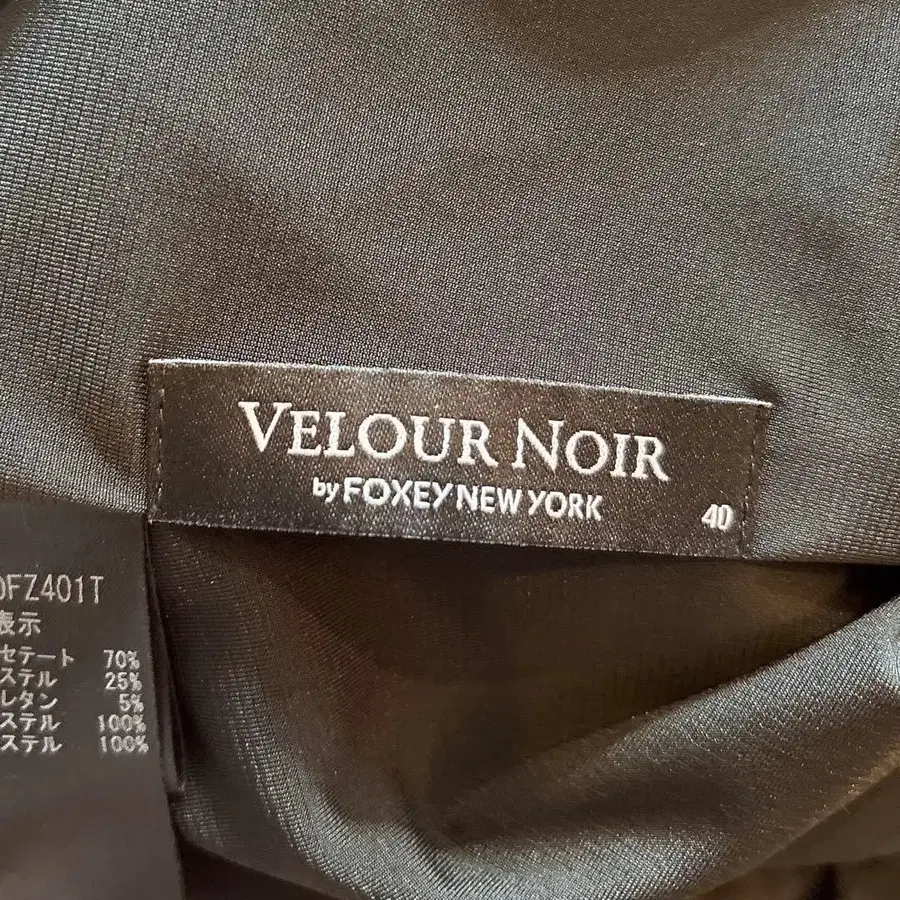 VELOUR NOIR
by FOXEY NEW YORK
40
FZ401T
表示
セテート 70%
ステル 25%
レタン 5%
ステル 100%
ステル 100%